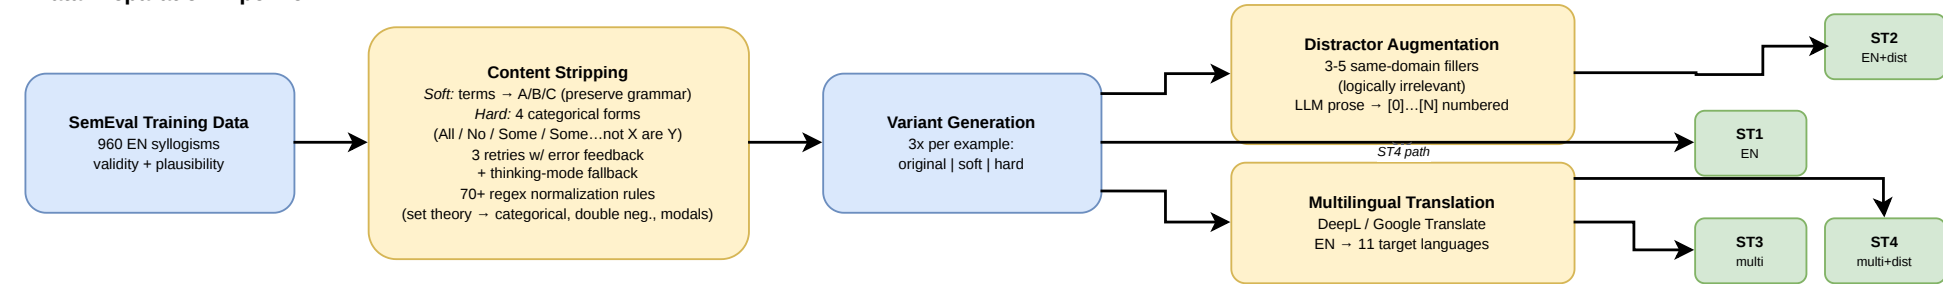 SemEval Training Data
960 EN syllogisms
validity + plausibility
Content Stripping
Soft: terms → A/B/C (preserve grammar)
Hard: 4 categorical forms
(All / No / Some / Some…not X are Y)
3 retries w/ error feedback
+ thinking-mode fallback
70+ regex normalization rules
(set theory → categorical, double neg., modals)
Variant Generation
3x per example:
original | soft | hard
Distractor Augmentation
3-5 same-domain fillers
(logically irrelevant)
LLM prose → [0]…[N] numbered
ST4 path
Multilingual Translation
DeepL / Google Translate
EN → 11 target languages
ST2
EN+dist
ST1
EN
ST3
multi
ST4
multi+dist